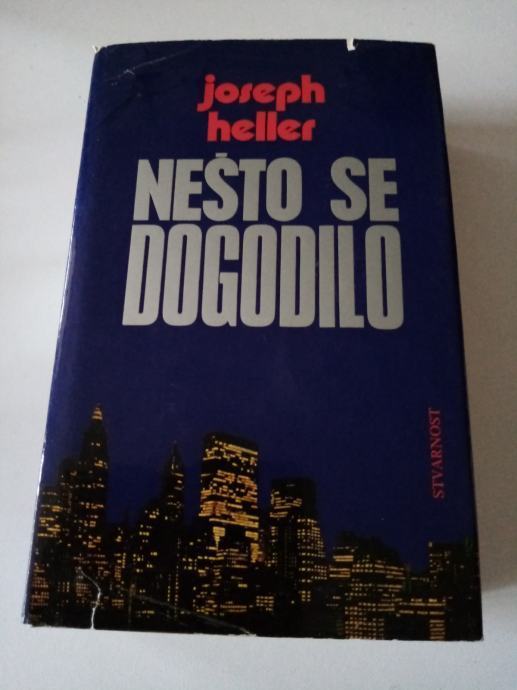 joseph
heller
NEŠTO SE
DOGODILO
STVARNOST